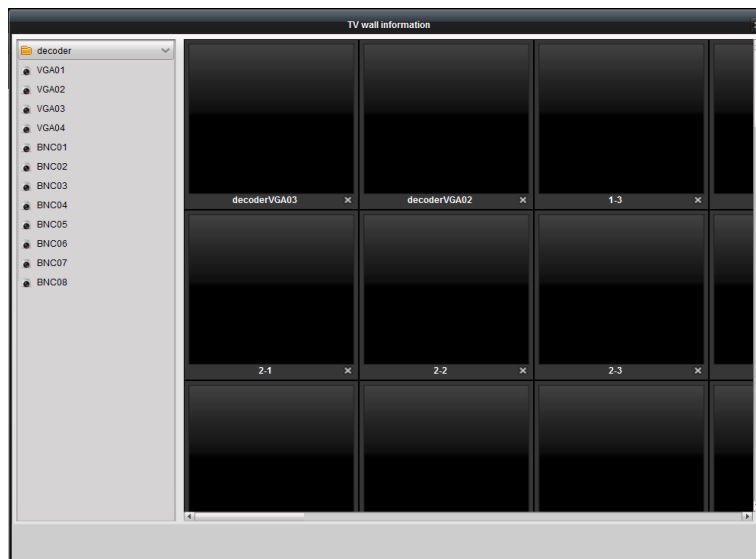 TV wall information
decoder
VGA01
VGA02
VGA03
VGA04
BNC01
BNC02
BNC03
BNC04
BNC05
BNC06
BNC07
BNC08
decoderVGA03
decoderVGA02
1-3
2-1
2-2
2-3